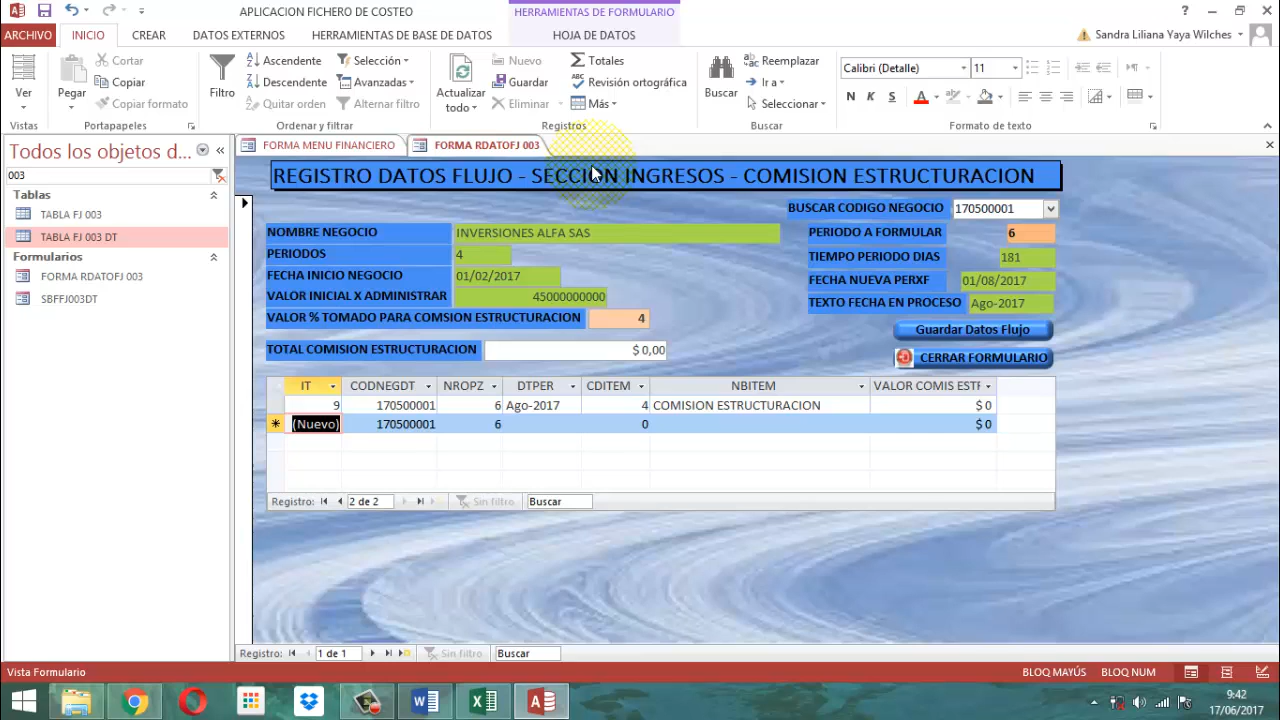 APLICACION FICHERO DE COSTEO
HERRAMIENTAS DE FORMULARIO
?
ARCHIVO INICIO CREAR DATOS EXTERNOS HERRAMIENTAS DE BASE DE DATOS HOJA DE DATOS Sandra Liliana Yaya Wilches
Ver
Vistas
Pegar
Cortar
Copiar
Copiar formato
Portapapeles
Filtro
Ascendente
Descendente
Quitar orden
Selección
Avanzadas
Alternar filtro
Ordenar y filtrar
Actualizar
todo
Nuevo
Guardar
Eliminar
Totales
Revisión ortográfica
Más
Registros
Buscar
Reemplazar
Ir a
Seleccionar
Buscar
Calibri (Detalle) 11
N K S A
Formato de texto
Todos los objetos d...
003
Tablas
TABLA FJ 003
TABLA FJ 003 DT
Formularios
FORMA RDATOFJ 003
SBFFJ003DT
FORMA MENU FINANCIERO FORMA RDATOFJ 003
REGISTRO DATOS FLUJO - SECCION INGRESOS - COMISION ESTRUCTURACION
BUSCAR CODIGO NEGOCIO 170500001
NOMBRE NEGOCIO INVERSIONES ALFA SAS PERIODO A FORMULAR 6
PERIODOS 4 TIEMPO PERIODO DIAS 181
FECHA INICIO NEGOCIO 01/02/2017 FECHA NUEVA PERXF 01/08/2017
VALOR INICIAL X ADMINISTRAR 45000000000 TEXTO FECHA EN PROCESO Ago-2017
VALOR % TOMADO PARA COMSION ESTRUCTURACION 4
Guardar Datos Flujo
TOTAL COMISION ESTRUCTURACION $ 0,00
CERRAR FORMULARIO
IT CODNEGDT NROPZ DTPER CDITEM NBITEM VALOR COMIS ESTF
9 170500001 6 Ago-2017 4 COMISION ESTRUCTURACION $ 0
(Nuevo) 170500001 6 0 $ 0
Registro: 2 de 2 Sin filtro Buscar
Registro: 1 de 1 Sin filtro Buscar
Vista Formulario BLOQ MAYÚS BLOQ NUM
9:42
17/06/2017